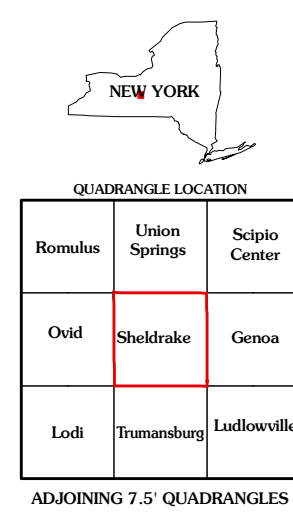 NEW YORK
QUADRANGLE LOCATION
Romulus
Union
Springs
Scipio
Center
Ovid
Sheldrake
Genoa
Lodi
Trumansburg
Ludlowville
ADJOINING 7.5' QUADRANGLES